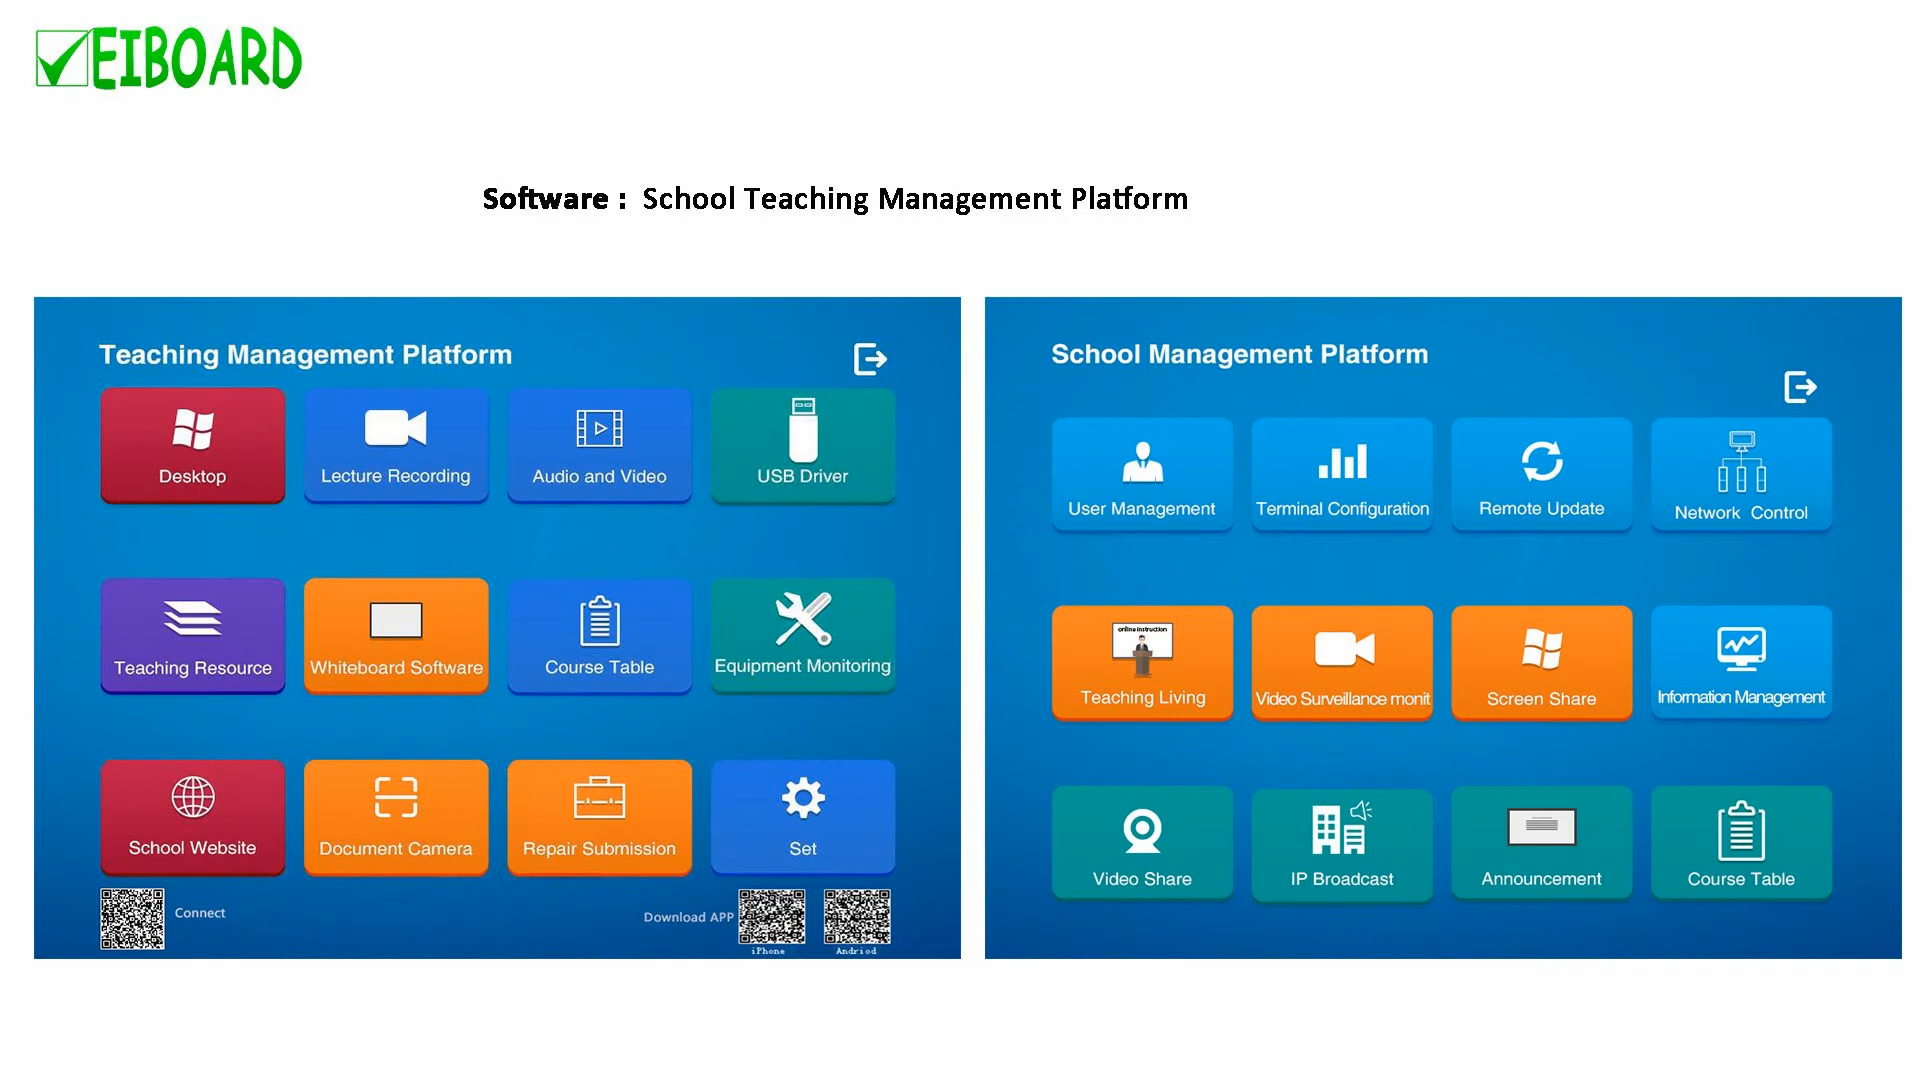 EIBOARD
Software : School Teaching Management Platform
Teaching Management Platform
Desktop
Lecture Recording
Audio and Video
USB Driver
Teaching Resource
Whiteboard Software
Course Table
Equipment Monitoring
School Website
Document Camera
Repair Submission
Set
Connect
Download APP
iPhone
Andriod
School Management Platform
User Management
Terminal Configuration
Remote Update
Network Control
online instruction
Teaching Living
Video Surveillance monit
Screen Share
Information Management
Video Share
IP Broadcast
Announcement
Course Table